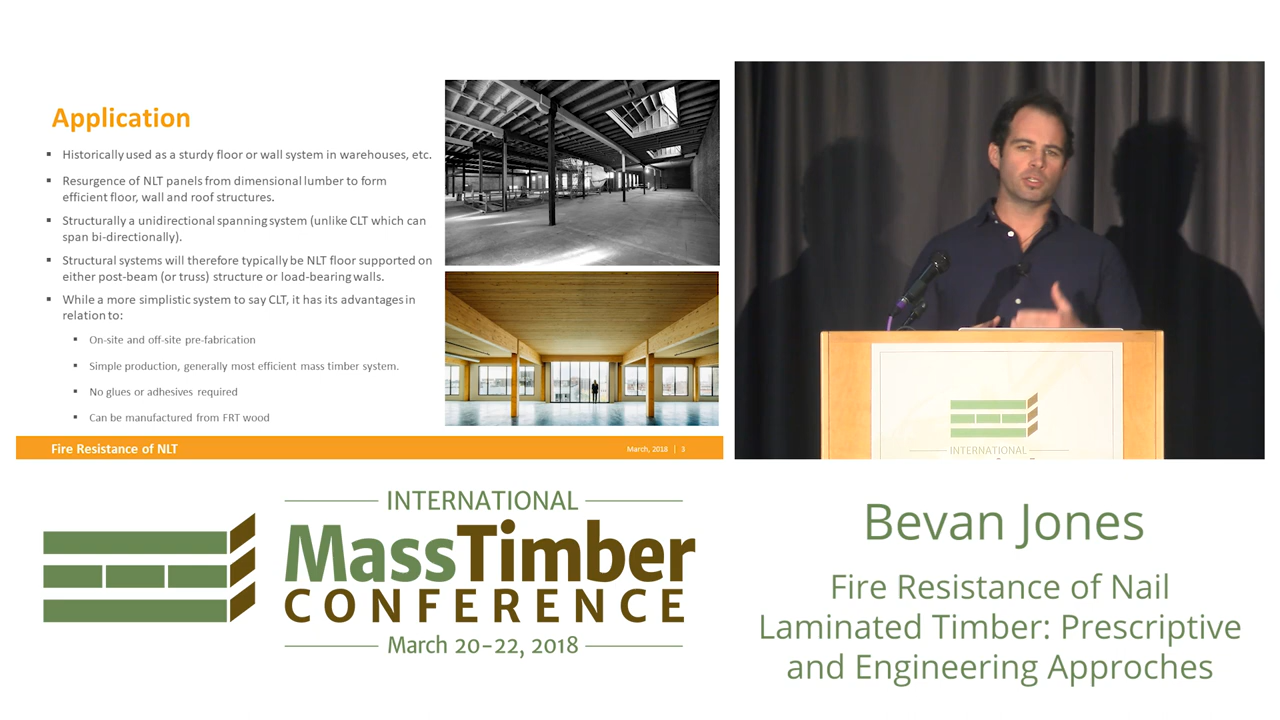 Application
▪ Historically used as a sturdy floor or wall system in warehouses, etc.
▪ Resurgence of NLT panels from dimensional lumber to form
efficient floor, wall and roof structures.
▪ Structurally a unidirectional spanning system (unlike CLT which can
span bi-directionally).
▪ Structural systems will therefore typically be NLT floor supported on
either post-beam (or truss) structure or load-bearing walls.
▪ While a more simplistic system to say CLT, it has its advantages in
relation to:
▪ On-site and off-site pre-fabrication
▪ Simple production, generally most efficient mass timber system.
▪ No glues or adhesives required
▪ Can be manufactured from FRT wood
Fire Resistance of NLT
March, 2018 | 3
INTERNATIONAL
INTERNATIONAL
MassTimber
CONFERENCE
March 20-22, 2018
Bevan Jones
Fire Resistance of Nail
Laminated Timber: Prescriptive
and Engineering Approches